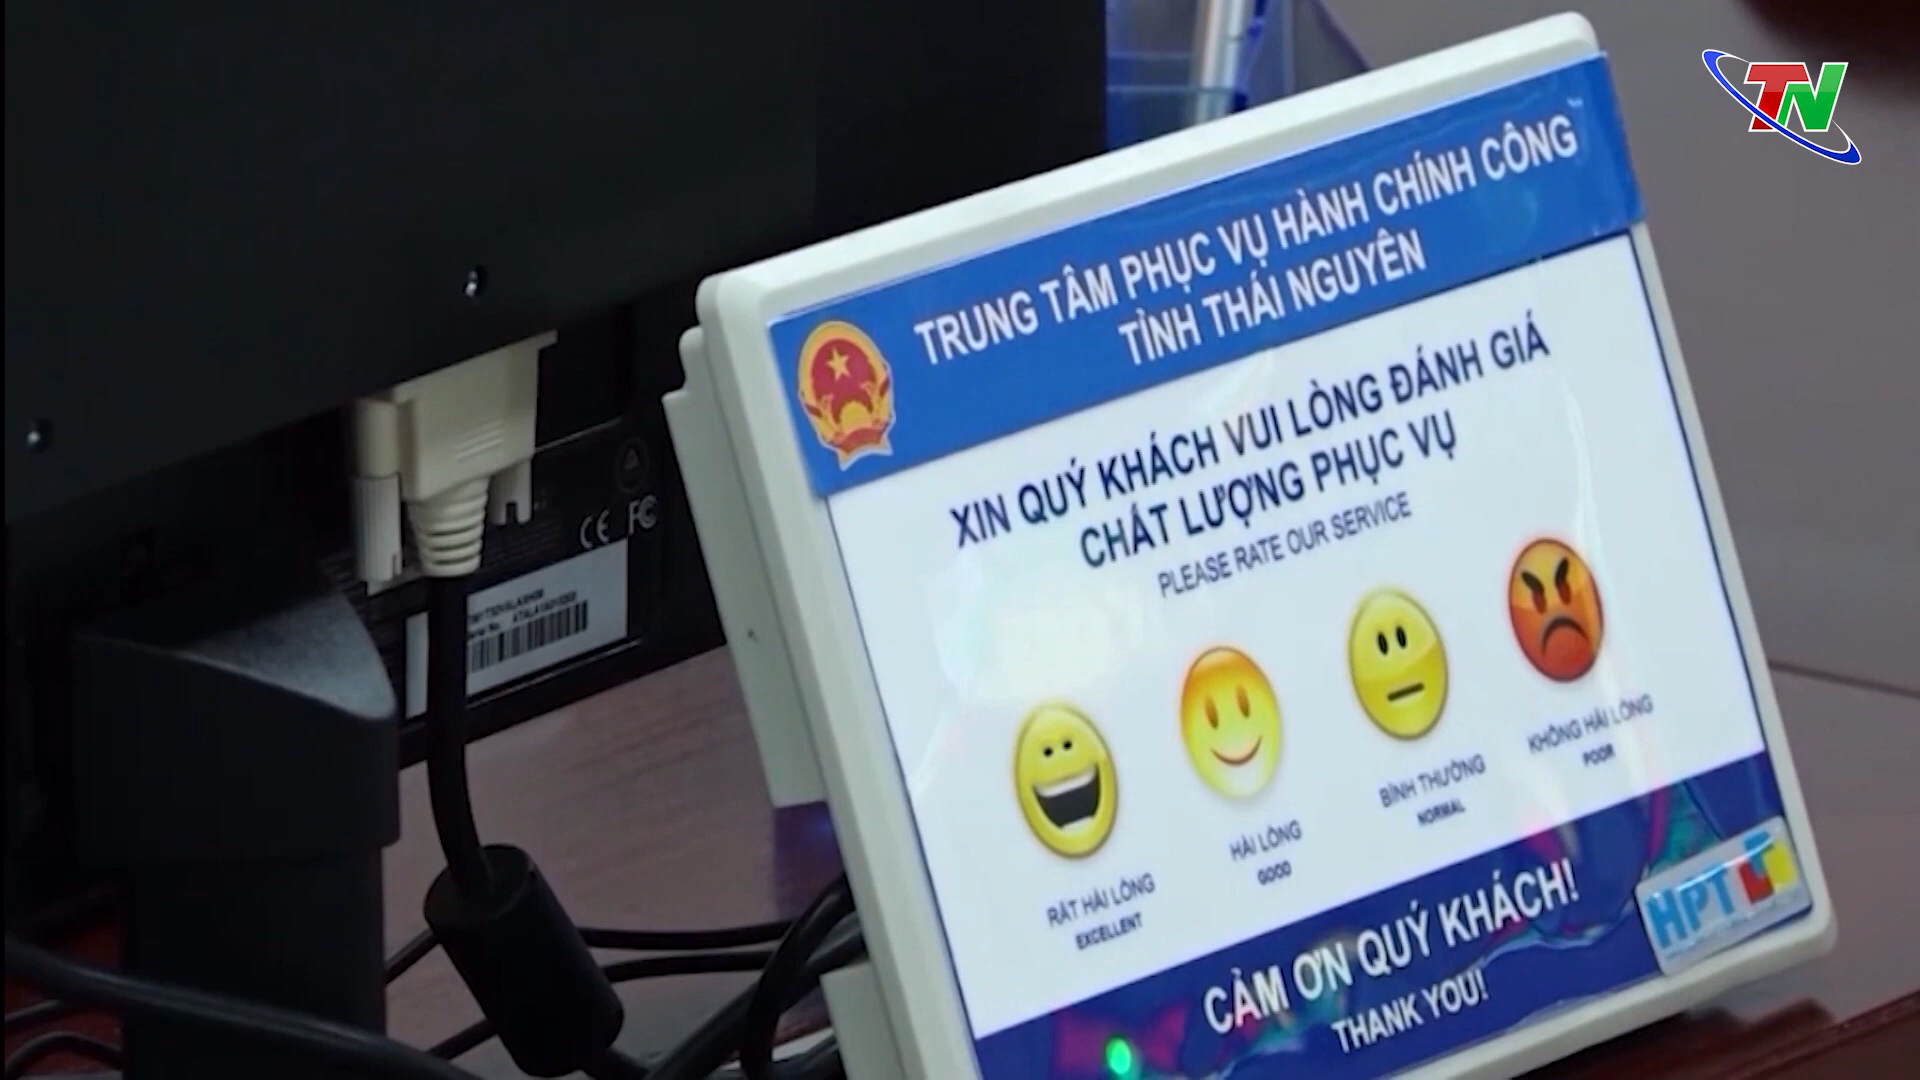 TN
TRUNG TÂM PHỤC VỤ HÀNH CHÍNH CÔNG
TỈNH THÁI NGUYÊN
XIN QUÝ KHÁCH VUI LÒNG ĐÁNH GIÁ
CHẤT LƯỢNG PHỤC VỤ
PLEASE RATE OUR SERVICE
RẤT HÀI LÒNG
EXCELLENT
HÀI LÒNG
GOOD
BÌNH THƯỜNG
NORMAL
KHÔNG HÀI LÒNG
POOR
CẢM ƠN QUÝ KHÁCH!
THANK YOU!
HPT
CE FC